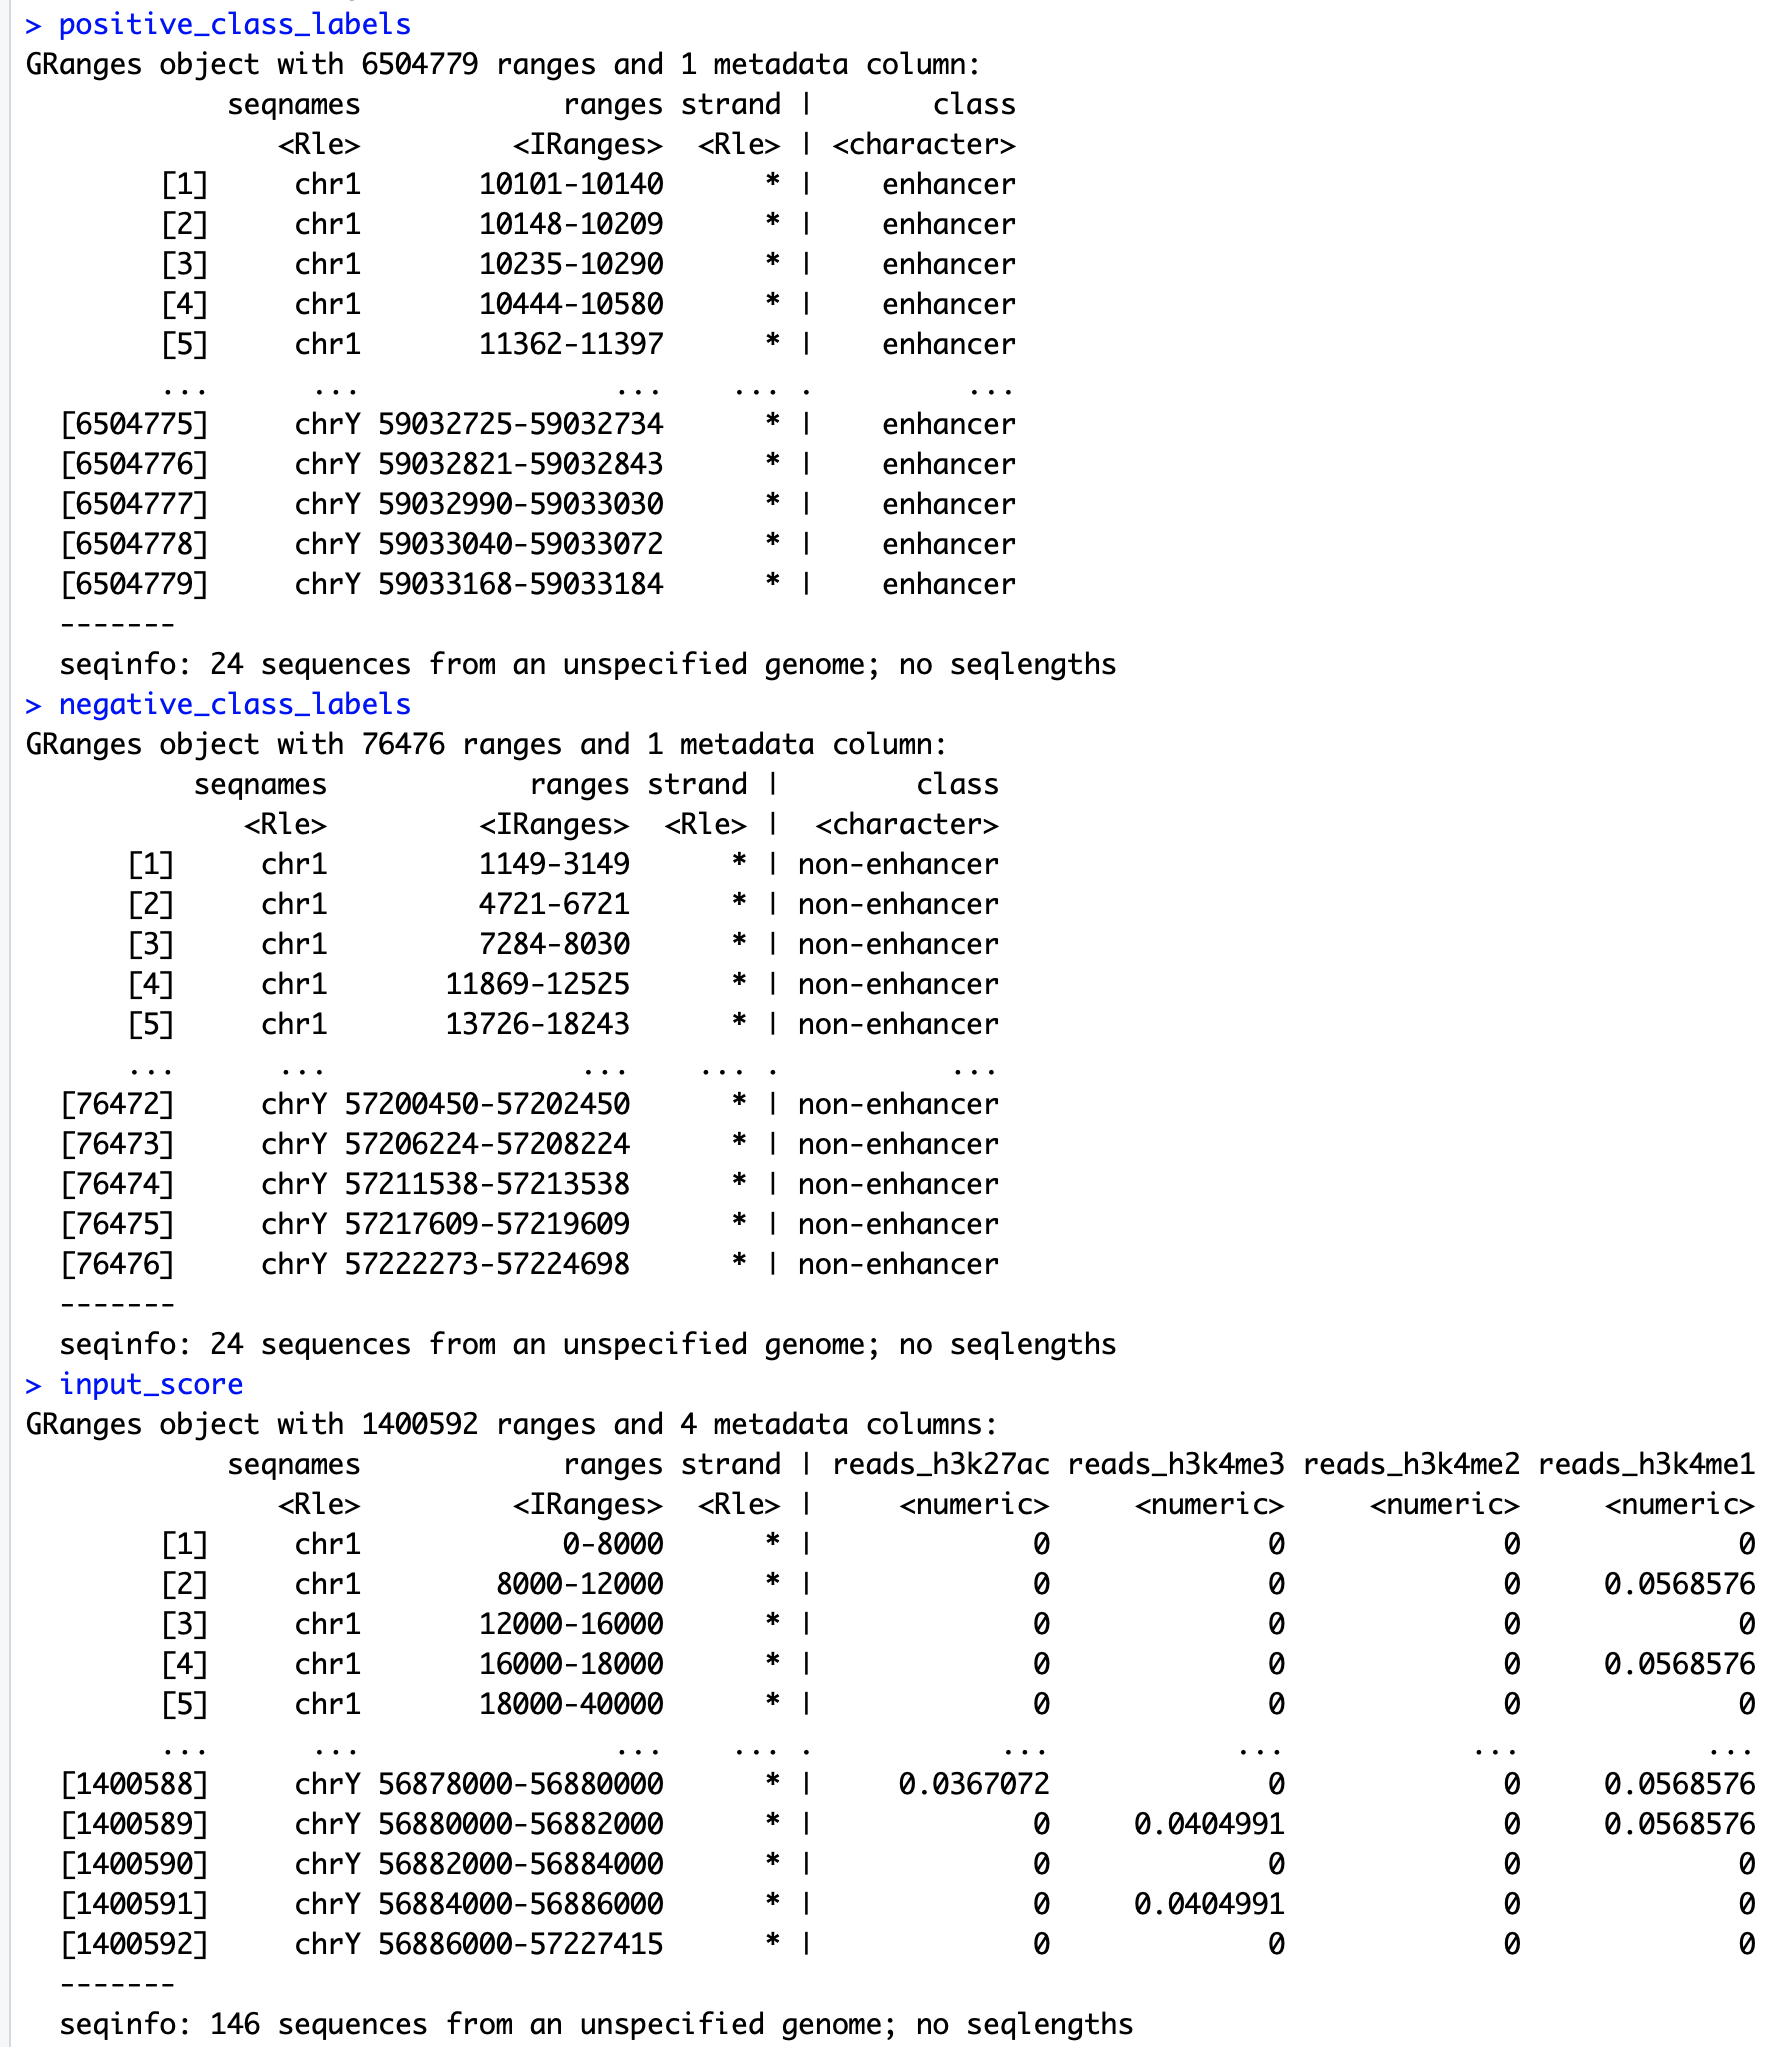 > positive_class_labels
GRanges object with 6504779 ranges and 1 metadata column:
            seqnames            ranges strand |       class
               <Rle>         <IRanges>  <Rle> | <character>
        [1]     chr1       10101-10140      * |    enhancer
        [2]     chr1       10148-10209      * |    enhancer
        [3]     chr1       10235-10290      * |    enhancer
        [4]     chr1       10444-10580      * |    enhancer
        [5]     chr1       11362-11397      * |    enhancer
        ...      ...               ...    ... .         ...
  [6504775]     chrY 59032725-59032734      * |    enhancer
  [6504776]     chrY 59032821-59032843      * |    enhancer
  [6504777]     chrY 59032990-59033030      * |    enhancer
  [6504778]     chrY 59033040-59033072      * |    enhancer
  [6504779]     chrY 59033168-59033184      * |    enhancer
  -------
  seqinfo: 24 sequences from an unspecified genome; no seqlengths
> negative_class_labels
GRanges object with 76476 ranges and 1 metadata column:
          seqnames            ranges strand |        class
             <Rle>         <IRanges>  <Rle> |  <character>
      [1]     chr1         1149-3149      * | non-enhancer
      [2]     chr1         4721-6721      * | non-enhancer
      [3]     chr1         7284-8030      * | non-enhancer
      [4]     chr1       11869-12525      * | non-enhancer
      [5]     chr1       13726-18243      * | non-enhancer
      ...      ...               ...    ... .          ...
  [76472]     chrY 57200450-57202450      * | non-enhancer
  [76473]     chrY 57206224-57208224      * | non-enhancer
  [76474]     chrY 57211538-57213538      * | non-enhancer
  [76475]     chrY 57217609-57219609      * | non-enhancer
  [76476]     chrY 57222273-57224698      * | non-enhancer
  -------
  seqinfo: 24 sequences from an unspecified genome; no seqlengths
> input_score
GRanges object with 1400592 ranges and 4 metadata columns:
            seqnames            ranges strand | reads_h3k27ac reads_h3k4me3 reads_h3k4me2 reads_h3k4me1
               <Rle>         <IRanges>  <Rle> |     <numeric>     <numeric>     <numeric>     <numeric>
        [1]     chr1            0-8000      * |             0             0             0             0
        [2]     chr1        8000-12000      * |             0             0             0     0.0568576
        [3]     chr1       12000-16000      * |             0             0             0             0
        [4]     chr1       16000-18000      * |             0             0             0     0.0568576
        [5]     chr1       18000-40000      * |             0             0             0             0
        ...      ...               ...    ... .           ...           ...           ...           ...
  [1400588]     chrY 56878000-56880000      * |     0.0367072             0             0     0.0568576
  [1400589]     chrY 56880000-56882000      * |             0     0.0404991             0     0.0568576
  [1400590]     chrY 56882000-56884000      * |             0             0             0             0
  [1400591]     chrY 56884000-56886000      * |             0     0.0404991             0             0
  [1400592]     chrY 56886000-57227415      * |             0             0             0             0
  -------
  seqinfo: 146 sequences from an unspecified genome; no seqlengths